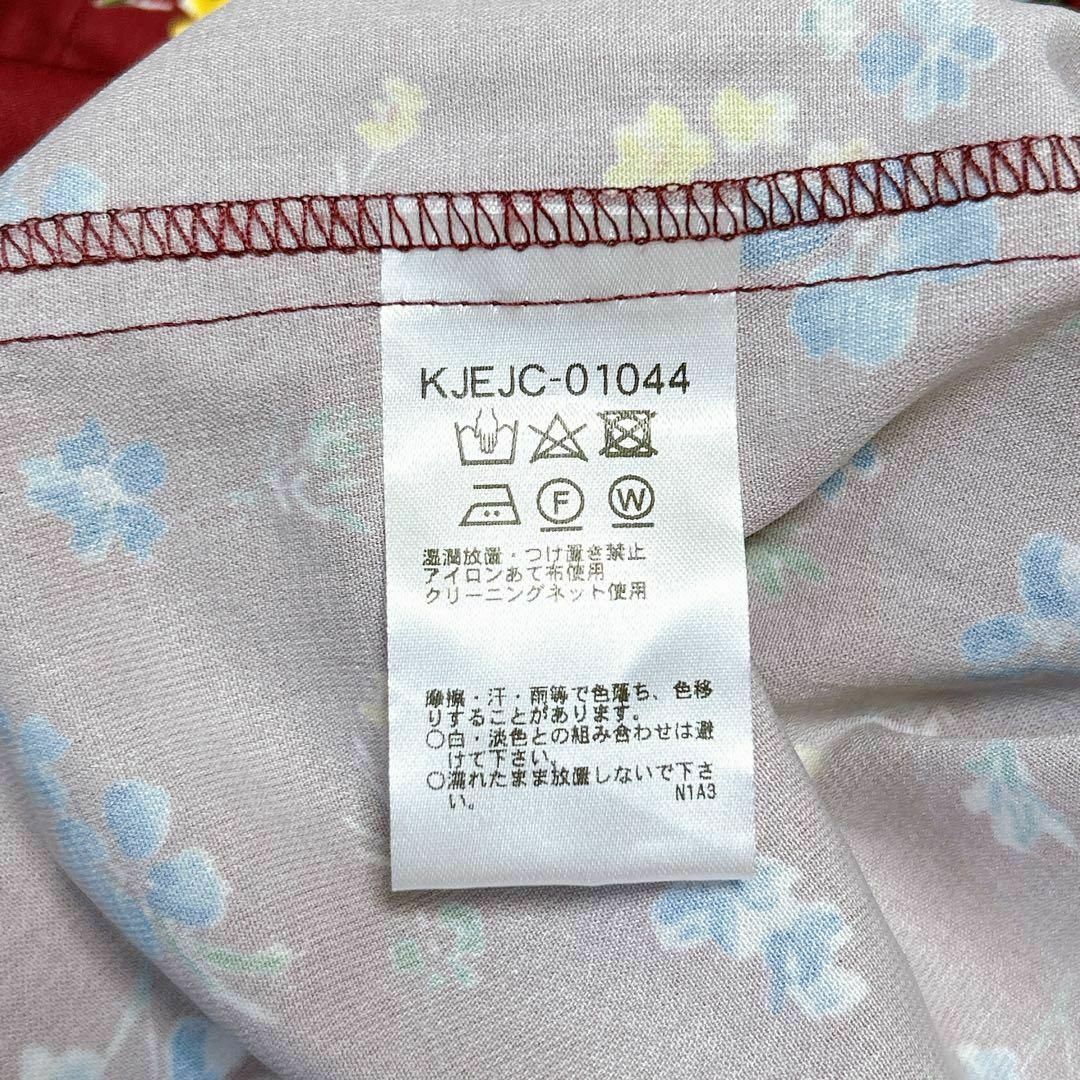 KJEJC-01044
F W
湿潤放置・つけ置き禁止
アイロンあて布使用
クリーニングネット使用
摩擦・汗・雨等で色落ち、色移
りすることがあります。
○白・淡色との組み合わせは避
けて下さい。
○濡れたまま放置しないで下さ
い。 N1A3